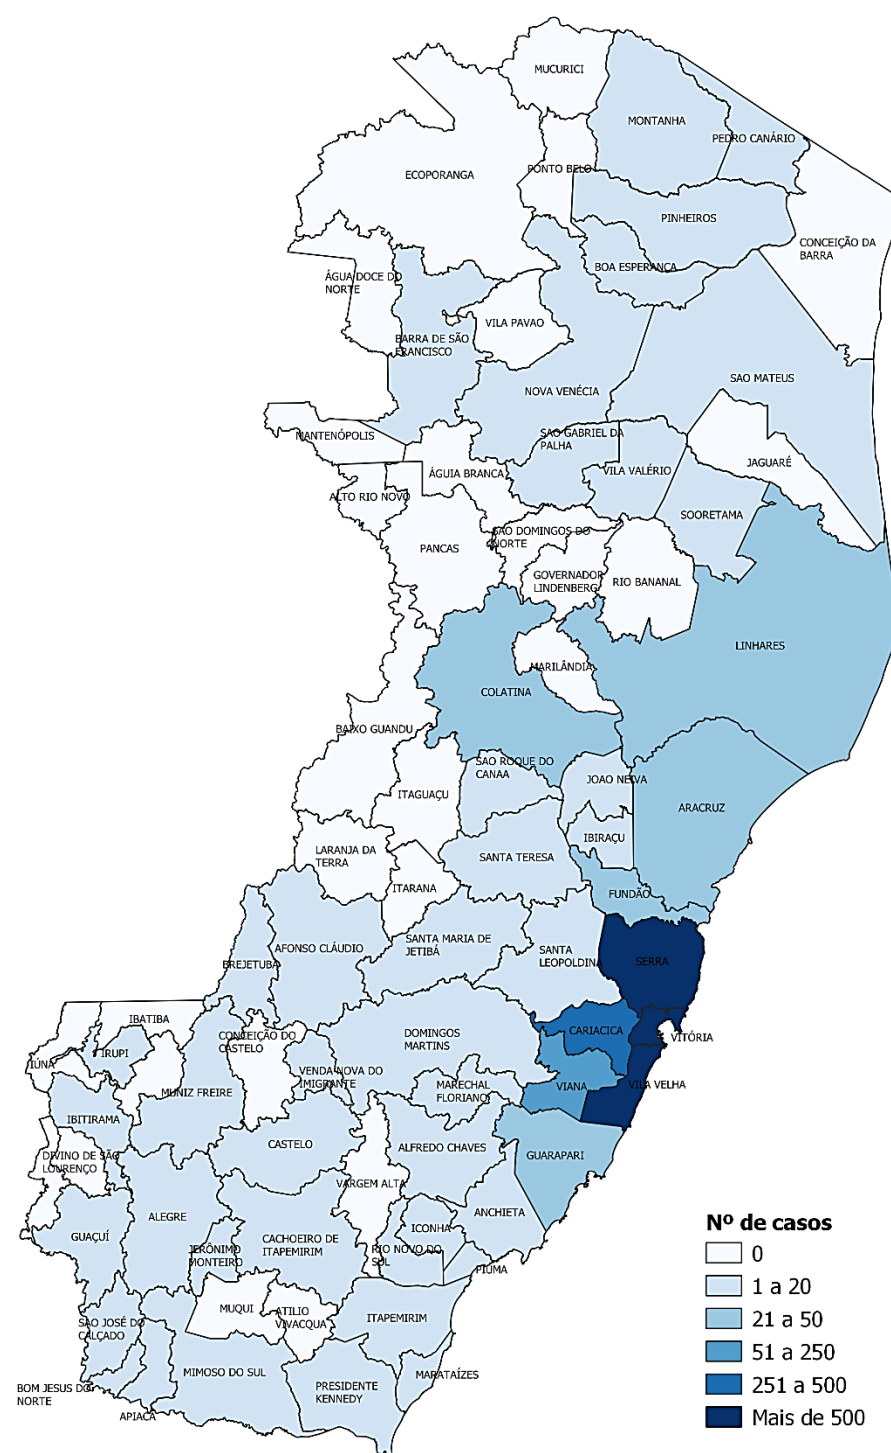 MUCURICI
MONTANHA
PEDRO CANÁRIO
ECOPORANGA
PONTO BELO
PINHEIROS
CONCEIÇÃO DA
BARRA
BOA ESPERANÇA
ÁGUA DOCE DO
NORTE
VILA PAVAO
BARRA DE SÃO
FRANCISCO
SAO MATEUS
NOVA VENÉCIA
MANTENÓPOLIS
SAO GABRIEL DA
PALHA
JAGUARÉ
ÁGUIA BRANCA
VILA VALÉRIO
ALTO RIO NOVO
SOORETAMA
SAO DOMINGOS DO
NORTE
PANCAS
GOVERNADOR
LINDENBERG
RIO BANANAL
LINHARES
MARILÂNDIA
COLATINA
BAIXO GUANDU
SAO ROQUE DO
CANAA
JOAO NEIVA
ITAGUAÇU
ARACRUZ
IBIRAÇU
LARANJA DA
TERRA
SANTA TERESA
ITARANA
FUNDÃO
SANTA MARIA DE
JETIBÁ
AFONSO CLÁUDIO
SANTA
LEOPOLDINA
BREJETUBA
SERRA
IBATIBA
CARIACICA
VITÓRIA
CONCEIÇÃO DO
CASTELO
DOMINGOS
MARTINS
IRUPI
IÚNA
VENDA NOVA DO
IMIGRANTE
MARECHAL
FLORIANO
VIANA
VILA VELHA
MUNIZ FREIRE
IBITIRAMA
CASTELO
ALFREDO CHAVES
DIVINO DE SÃO
LOURENÇO
GUARAPARI
VARGEM ALTA
ANCHIETA
ALEGRE
GUAÇUÍ
CACHOEIRO DE
ITAPEMIRIM
ICONHA
JERÔNIMO
MONTEIRO
RIO NOVO DO
SUL
PIUMA
MUQUI
ATILIO
VIVACQUA
ITAPEMIRIM
SAO JOSÉ DO
CALÇADO
MIMOSO DO SUL
MARATAÍZES
PRESIDENTE
KENNEDY
BOM JESUS DO
NORTE
APIACÁ
Nº de casos
0
1 a 20
21 a 50
51 a 250
251 a 500
Mais de 500